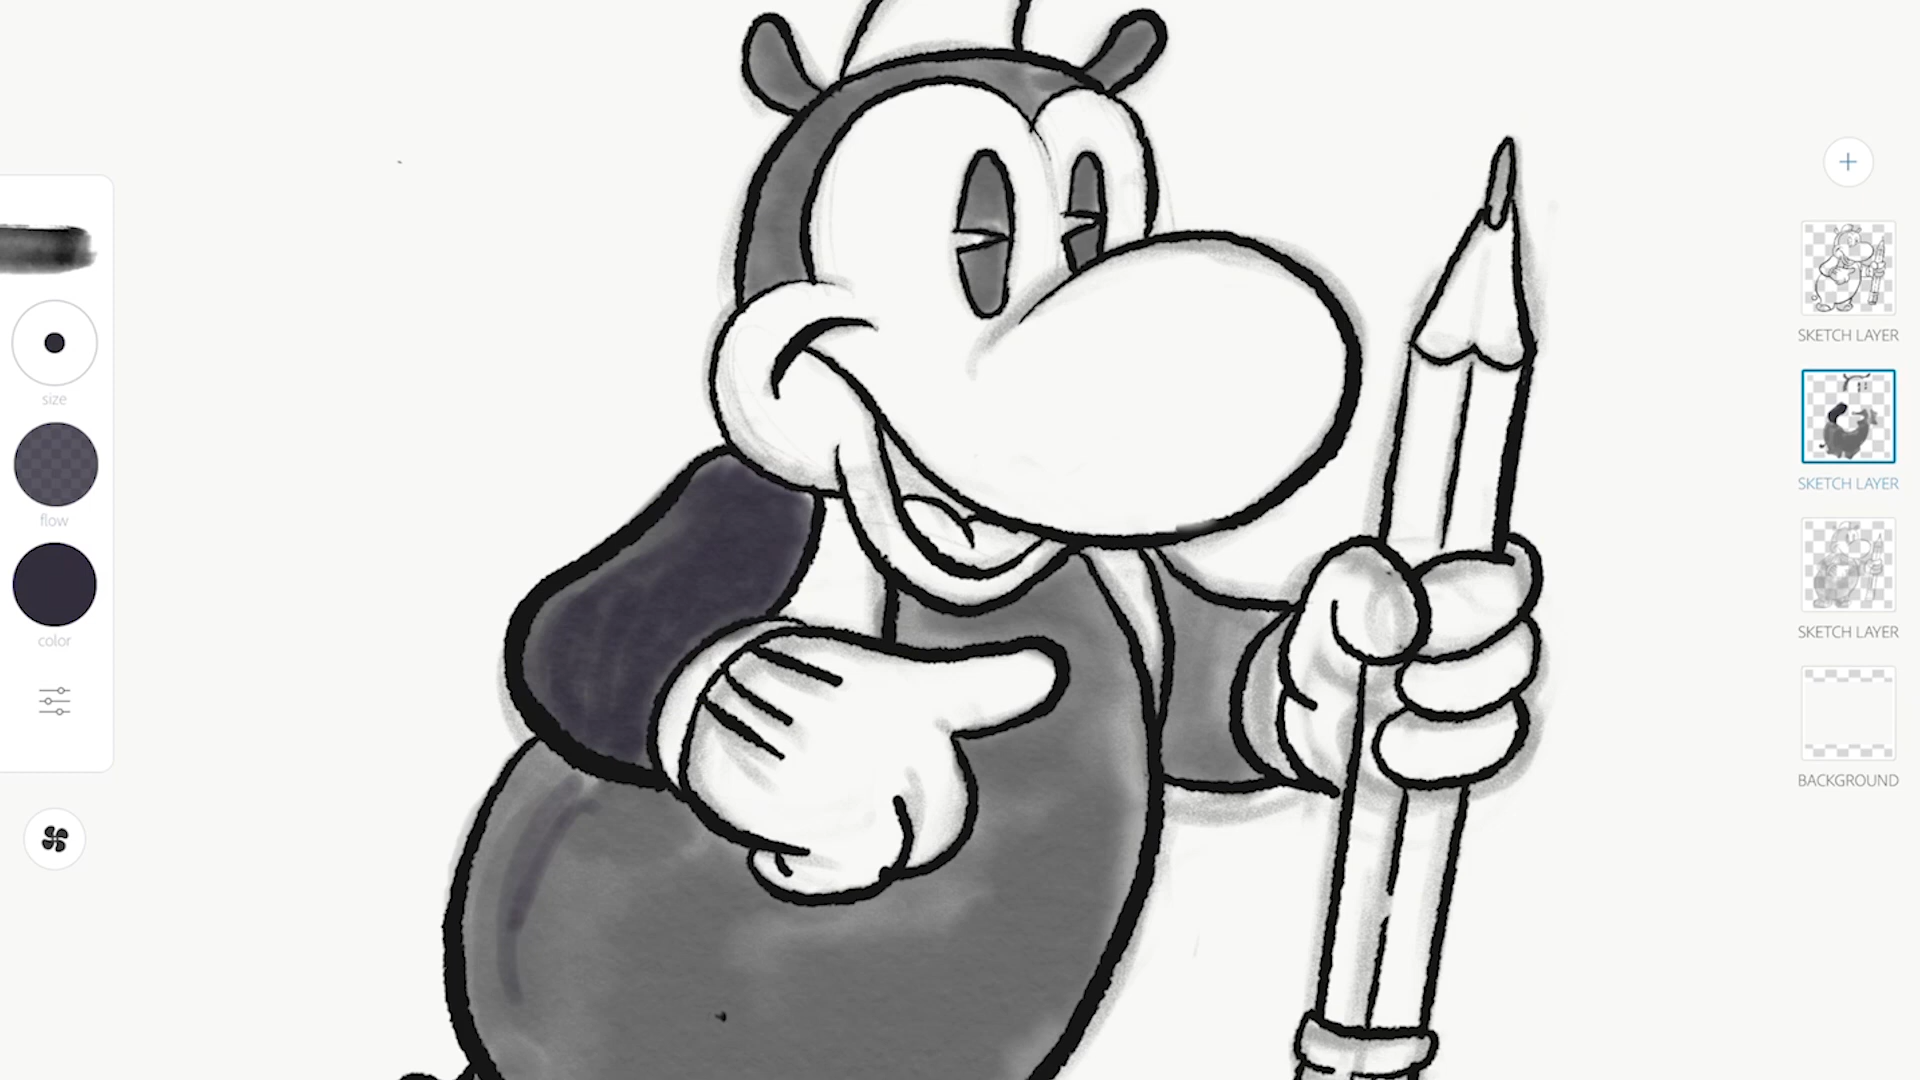 size
flow
color
SKETCH LAYER
SKETCH LAYER
SKETCH LAYER
BACKGROUND